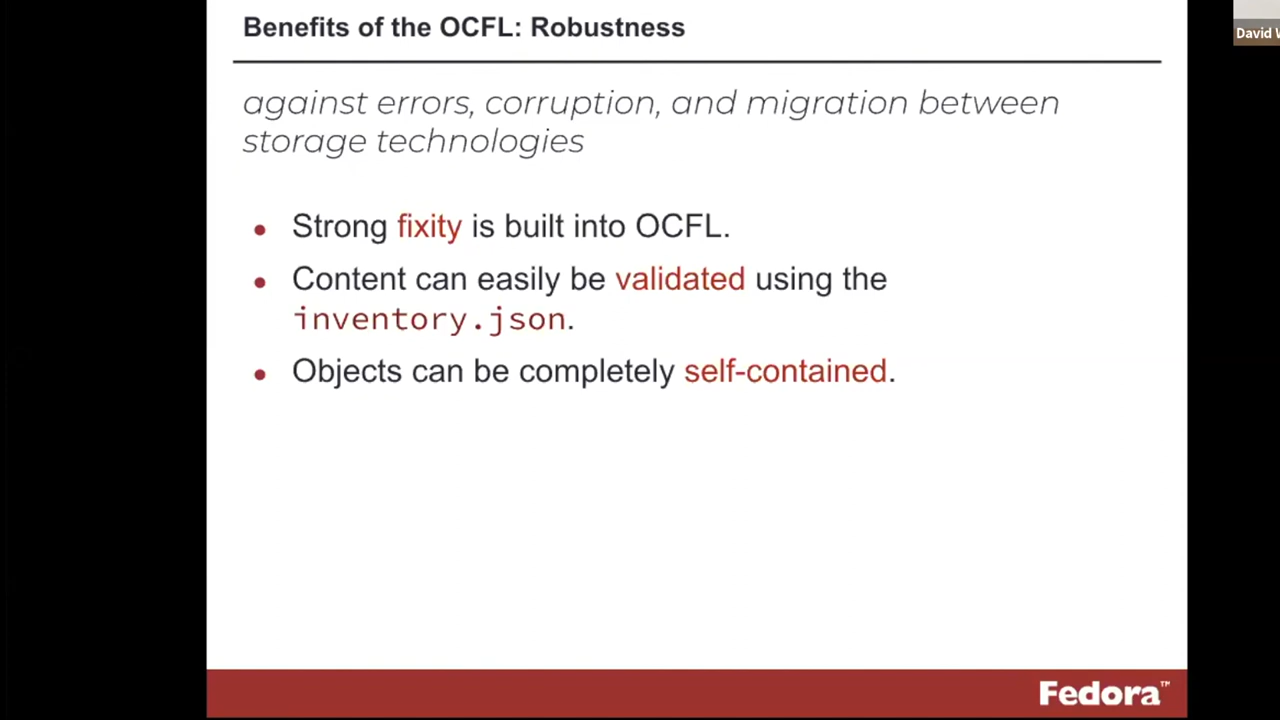 Benefits of the OCFL: Robustness
David
against errors, corruption, and migration between
storage technologies
• Strong fixity is built into OCFL.
• Content can easily be validated using the
inventory.json.
• Objects can be completely self-contained.
Fedora™